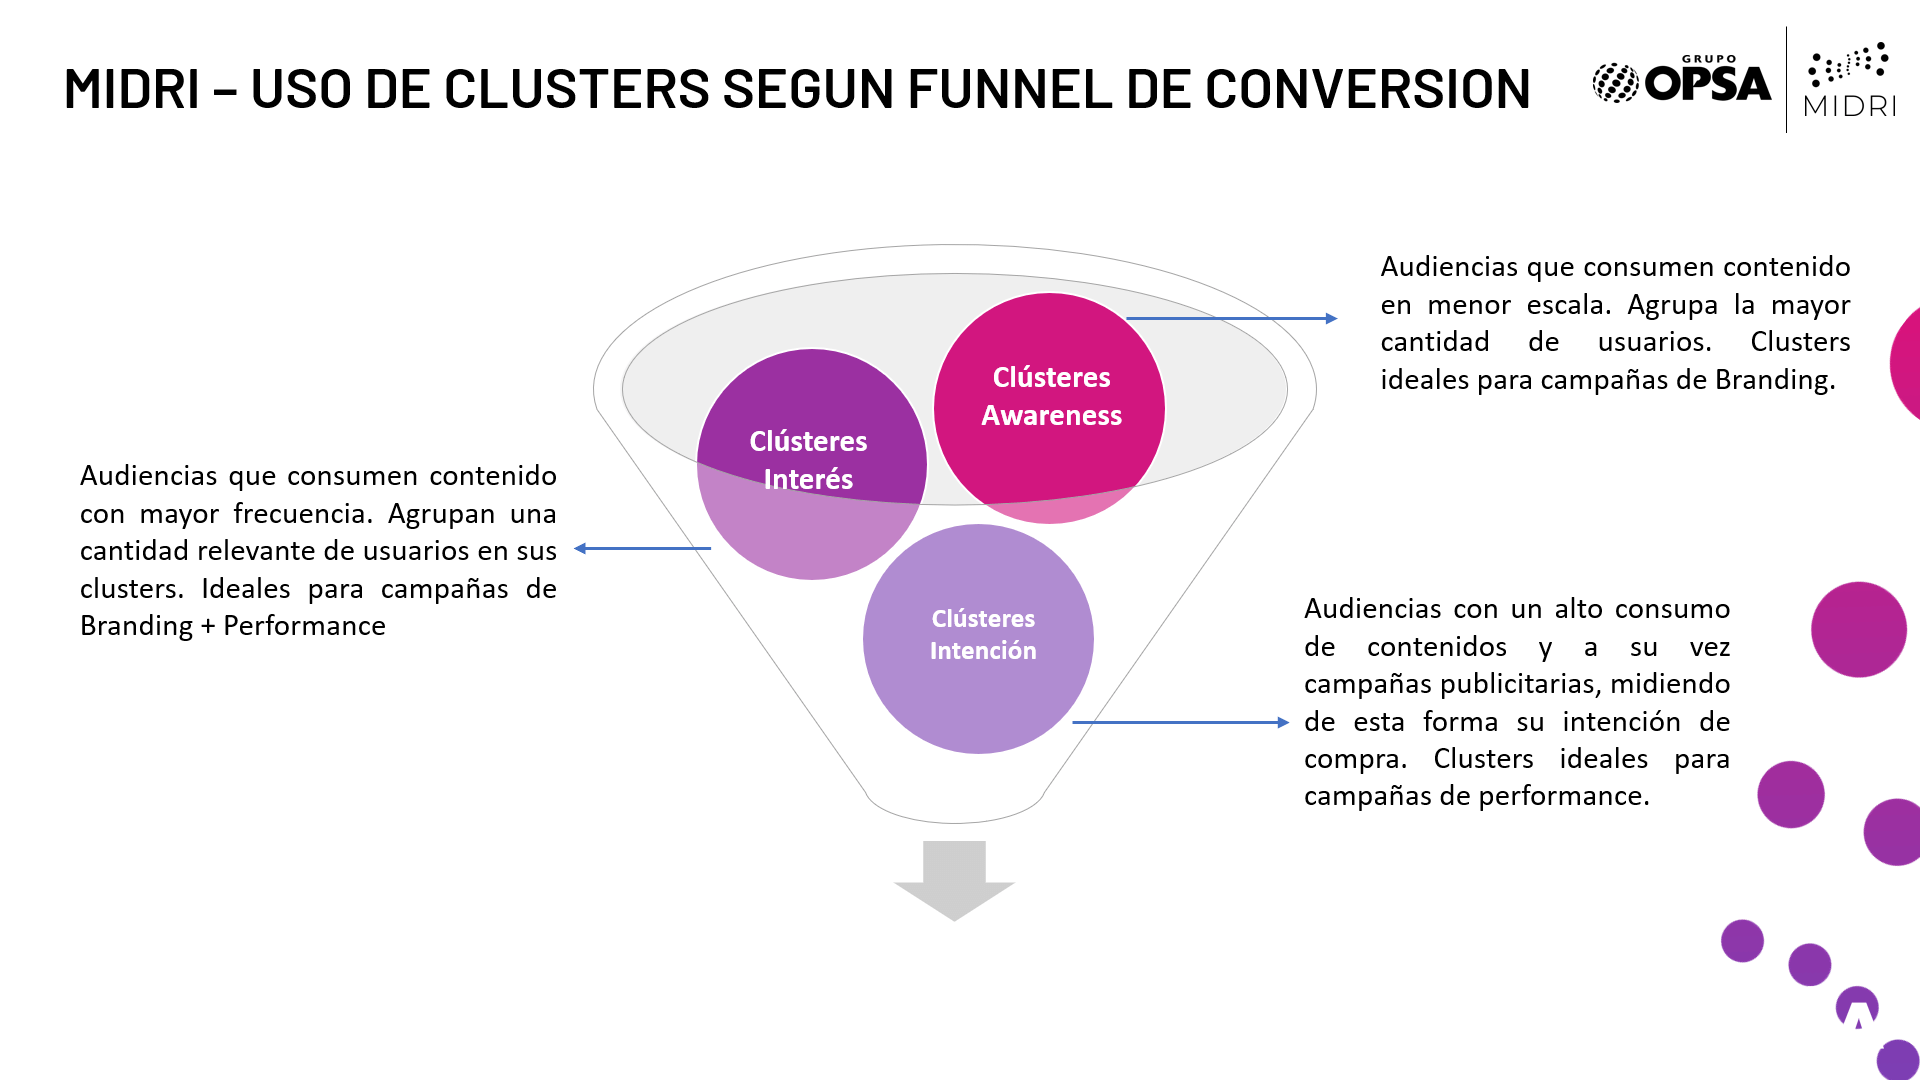 MIDRI – USO DE CLUSTERS SEGUN FUNNEL DE CONVERSION
GRUPO
OPSA
MIDRI
Audiencias que consumen contenido
en menor escala. Agrupa la mayor
cantidad de usuarios. Clusters
ideales para campañas de Branding.
Clústeres
Awareness
Clústeres
Interés
Audiencias que consumen contenido
con mayor frecuencia. Agrupan una
cantidad relevante de usuarios en sus
clusters. Ideales para campañas de
Branding + Performance
Clústeres
Intención
Audiencias con un alto consumo
de contenidos y a su vez
campañas publicitarias, midiendo
de esta forma su intención de
compra. Clusters ideales para
campañas de performance.